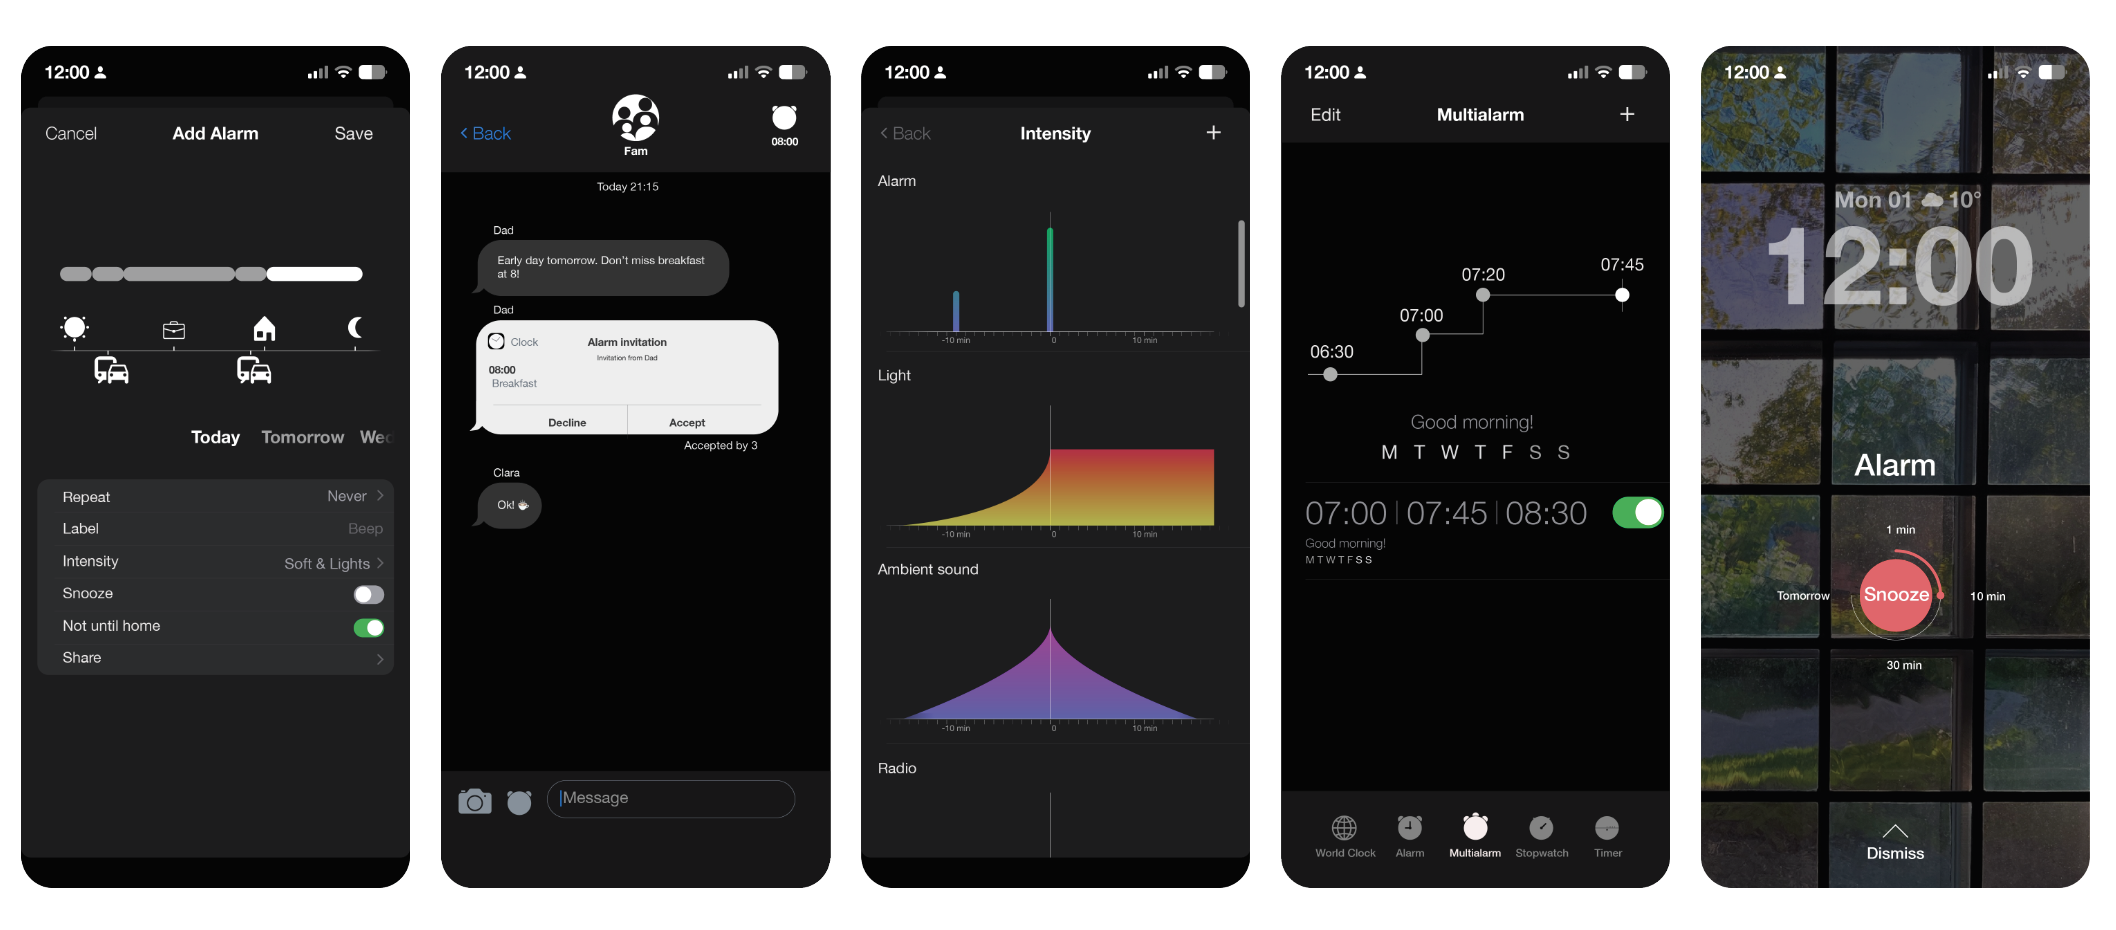 12:00
Cancel Add Alarm Save
Today Tomorrow Wed
Repeat Never
Label Beep
Intensity Soft & Lights
Snooze
Not until home
Share
12:00
Back
Fam
08:00
Today 21:15
Dad
Early day tomorrow. Don't miss breakfast
at 8!
Dad
Clock Alarm invitation
Invitation from Dad
08:00
Breakfast
Decline Accept
Accepted by 3
Clara
Ok!
Message
12:00
Back Intensity +
Alarm
-10 min 0 10 min
Light
-10 min 0 10 min
Ambient sound
-10 min 0 10 min
Radio
12:00
Edit Multialarm +
06:30
07:00
07:20
07:45
Good morning!
M T W T F S S
07:00 | 07:45 | 08:30
Good morning!
M T W T F S S
World Clock Alarm Multialarm Stopwatch Timer
12:00
Mon 01 10°
12:00
Alarm
1 min
Tomorrow Snooze 10 min
30 min
Dismiss